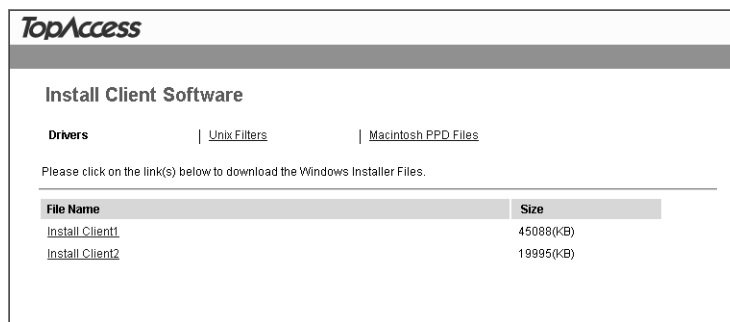 TopAccess
Install Client Software
Drivers | Unix Filters | Macintosh PPD Files
Please click on the link(s) below to download the Windows Installer Files.
File Name Size
Install Client1 45088(KB)
Install Client2 19995(KB)